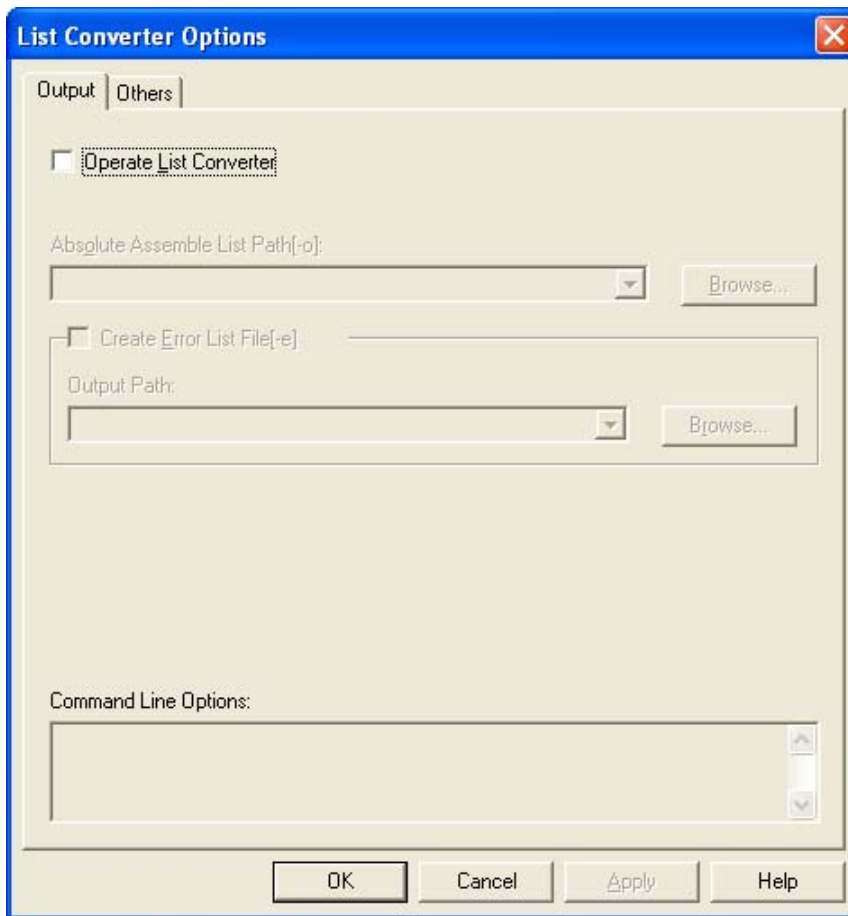 List Converter Options
Output Others
Operate List Converter
Absolute Assemble List Path[-o]:
Browse...
Create Error List File[-e]
Output Path:
Browse...
Command Line Options:
OK Cancel Apply Help